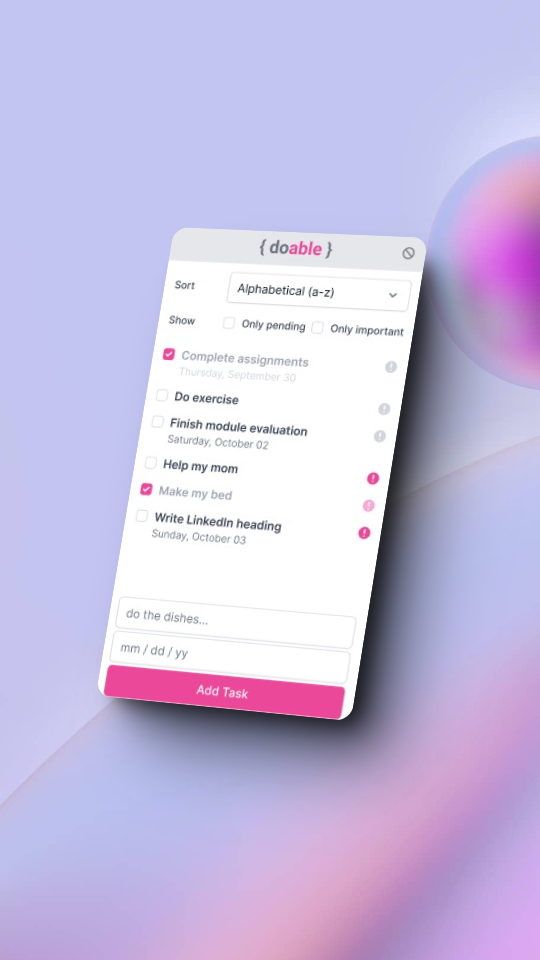 { doable }
Sort
Alphabetical (a-z)
Show
Only pending
Only important
Complete assignments
Thursday, September 30
Do exercise
Finish module evaluation
Saturday, October 02
Help my mom
Make my bed
Write LinkedIn heading
Sunday, October 03
do the dishes...
mm / dd / yy
Add Task